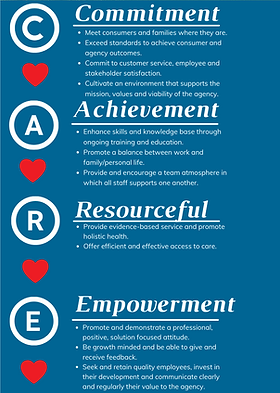 C
Commitment
• Meet consumers and families where they are.
• Exceed standards to achieve consumer and
agency outcomes.
• Commit to customer service, employee and
stakeholder satisfaction.
• Cultivate an environment that supports the
mission, values and viability of the agency.
A
Achievement
• Enhance skills and knowledge base through
ongoing training and education.
• Promote a balance between work and
family/personal life.
• Provide and encourage a team atmosphere in
which all staff supports one another.
R
Resourceful
• Provide evidence-based service and promote
holistic health.
• Offer efficient and effective access to care.
E
Empowerment
• Promote and demonstrate a professional,
positive, solution focused attitude.
• Be growth minded and be able to give and
receive feedback.
• Seek and retain quality employees, invest in
their development and communicate clearly
and regularly their value to the agency.